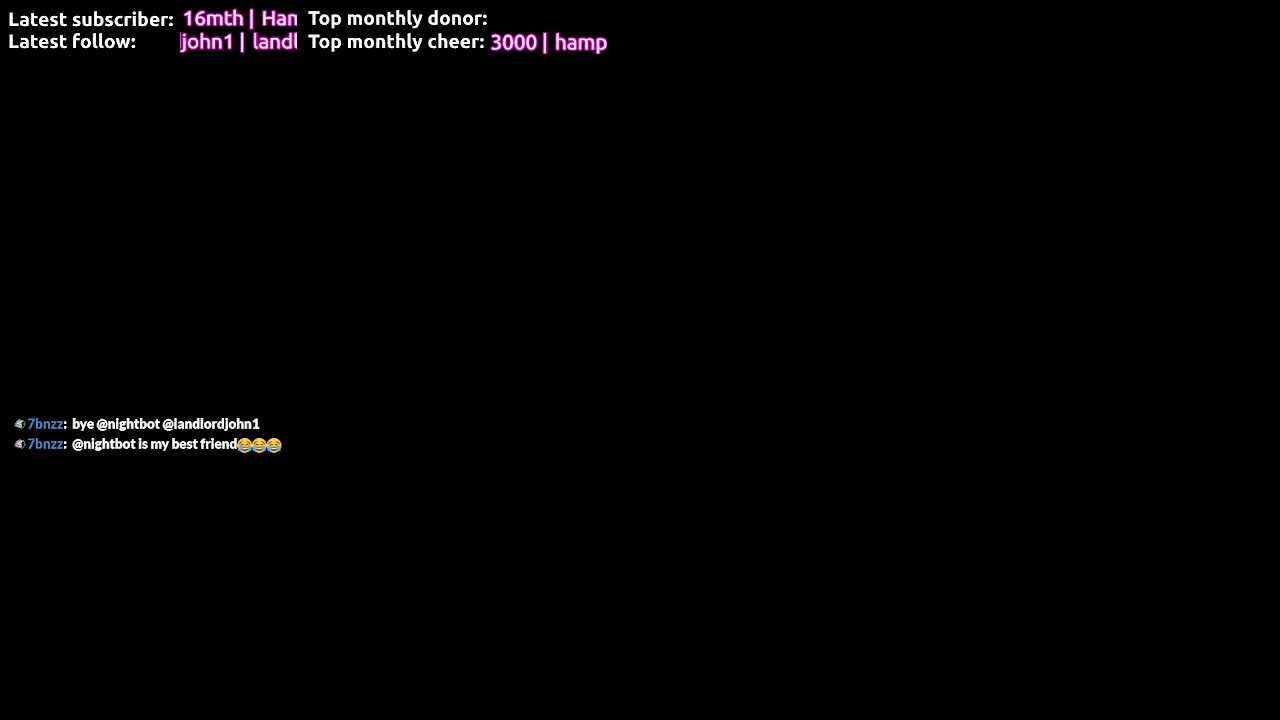 Latest subscriber: 16mth | Han
Top monthly donor:
Latest follow: john1 | landl
Top monthly cheer: 3000 | hamp
7bnzz: bye @nightbot @landlordjohn1
7bnzz: @nightbot is my best friend😂😂😂